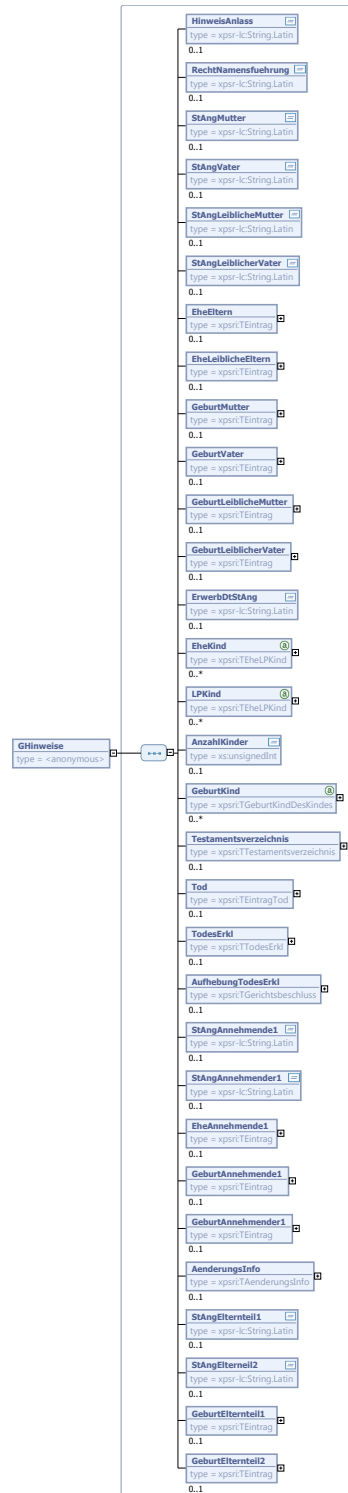 HinweisAnlass
type = xpsr-lc:String.Latin
0..1
RechtNamensfuehrung
type = xpsr-lc:String.Latin
0..1
StAngMutter
type = xpsr-lc:String.Latin
0..1
StAngVater
type = xpsr-lc:String.Latin
0..1
StAngLeiblicheMutter
type = xpsr-lc:String.Latin
0..1
StAngLeiblicherVater
type = xpsr-lc:String.Latin
0..1
EheEltern
type = xpsri:TEintrag
0..1
EheLeiblicheEltern
type = xpsri:TEintrag
0..1
GeburtMutter
type = xpsri:TEintrag
0..1
GeburtVater
type = xpsri:TEintrag
0..1
GeburtLeiblicheMutter
type = xpsri:TEintrag
0..1
GeburtLeiblicherVater
type = xpsri:TEintrag
0..1
ErwerbDtStAng
type = xpsr-lc:String.Latin
0..1
EheKind a
type = xpsri:TEheLPKind
0..*
LPKind a
type = xpsri:TEheLPKind
0..*
GHinweise
type = <anonymous>
AnzahlKinder
type = xs:unsignedInt
0..1
GeburtKind a
type = xpsri:TGeburtKindDesKindes
0..*
Testamentsverzeichnis
type = xpsri:TTestamentsverzeichnis
0..1
Tod
type = xpsri:TEintragTod
0..1
TodesErkl
type = xpsri:TTodesErkl
0..1
AufhebungTodesErkl
type = xpsri:TGerichtsbeschluss
0..1
StAngAnnehmende1
type = xpsr-lc:String.Latin
0..1
StAngAnnehmender1
type = xpsr-lc:String.Latin
0..1
EheAnnehmende1
type = xpsri:TEintrag
0..1
GeburtAnnehmende1
type = xpsri:TEintrag
0..1
GeburtAnnehmender1
type = xpsri:TEintrag
0..1
AenderungsInfo
type = xpsri:TAenderungsInfo
0..1
StAngElternteil1
type = xpsr-lc:String.Latin
0..1
StAngElterneil2
type = xpsr-lc:String.Latin
0..1
GeburtElternteil1
type = xpsri:TEintrag
0..1
GeburtElternteil2
type = xpsri:TEintrag
0..1